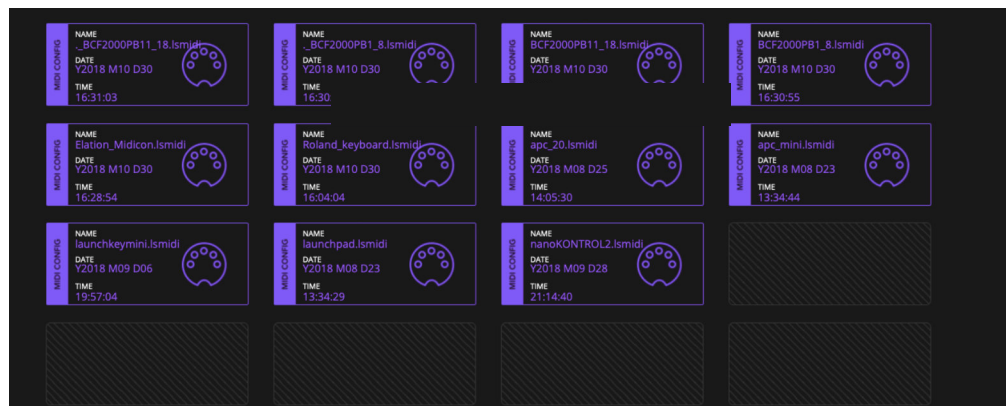 MIDI CONFIG
NAME
._BCF2000PB11_18.lsmidi
DATE
Y2018 M10 D30
TIME
16:31:03
MIDI CONFIG
NAME
._BCF2000PB1_8.lsmidi
DATE
Y2018 M10 D30
TIME
16:30
NAME
BCF2000PB11_18.lsmidi
DATE
Y2018 M10 D30
MIDI CONFIG
NAME
BCF2000PB1_8.lsmidi
DATE
Y2018 M10 D30
TIME
16:30:55
MIDI CONFIG
NAME
Elation_Midicon.lsmidi
DATE
Y2018 M10 D30
TIME
16:28:54
MIDI CONFIG
NAME
Roland_keyboard.lsmidi
DATE
Y2018 M10 D30
TIME
16:04:04
MIDI CONFIG
NAME
apc_20.lsmidi
DATE
Y2018 M08 D25
TIME
14:05:30
MIDI CONFIG
NAME
apc_mini.lsmidi
DATE
Y2018 M08 D23
TIME
13:34:44
MIDI CONFIG
NAME
launchkeymini.lsmidi
DATE
Y2018 M09 D06
TIME
19:57:04
MIDI CONFIG
NAME
launchpad.lsmidi
DATE
Y2018 M08 D23
TIME
13:34:29
MIDI CONFIG
NAME
nanoKONTROL2.lsmidi
DATE
Y2018 M09 D28
TIME
21:14:40